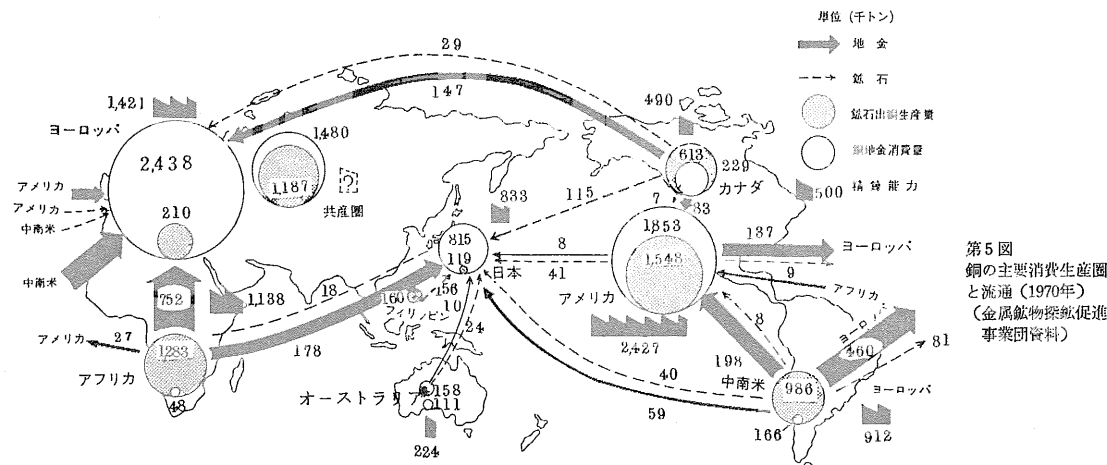 単位 (千トン)
地金
鉱石
鉱石出銅生産量
銅地金消費量
精錬能力
500
29
147
1,421
ヨーロッパ
2,438
210
1,480
1,187
共産圏
?
アメリカ
アメリカ
中南米
中南米
752
1,138
27
アメリカ
1283
アフリカ
48
18
178
160
フィリピン
156
10
24
815
119
日本
833
115
8
41
490
613
229
カナダ
7
33
1,853
1,548
アメリカ
2,427
137
ヨーロッパ
9
アフリカ
8
198
中南米
986
166
460
ヨーロッパ
81
ヨーロッパ
912
40
59
オーストラリア
158
111
224
第5図
銅の主要消費生産圏
と流通 (1970年)
(金属鉱物探鉱促進
事業団資料)